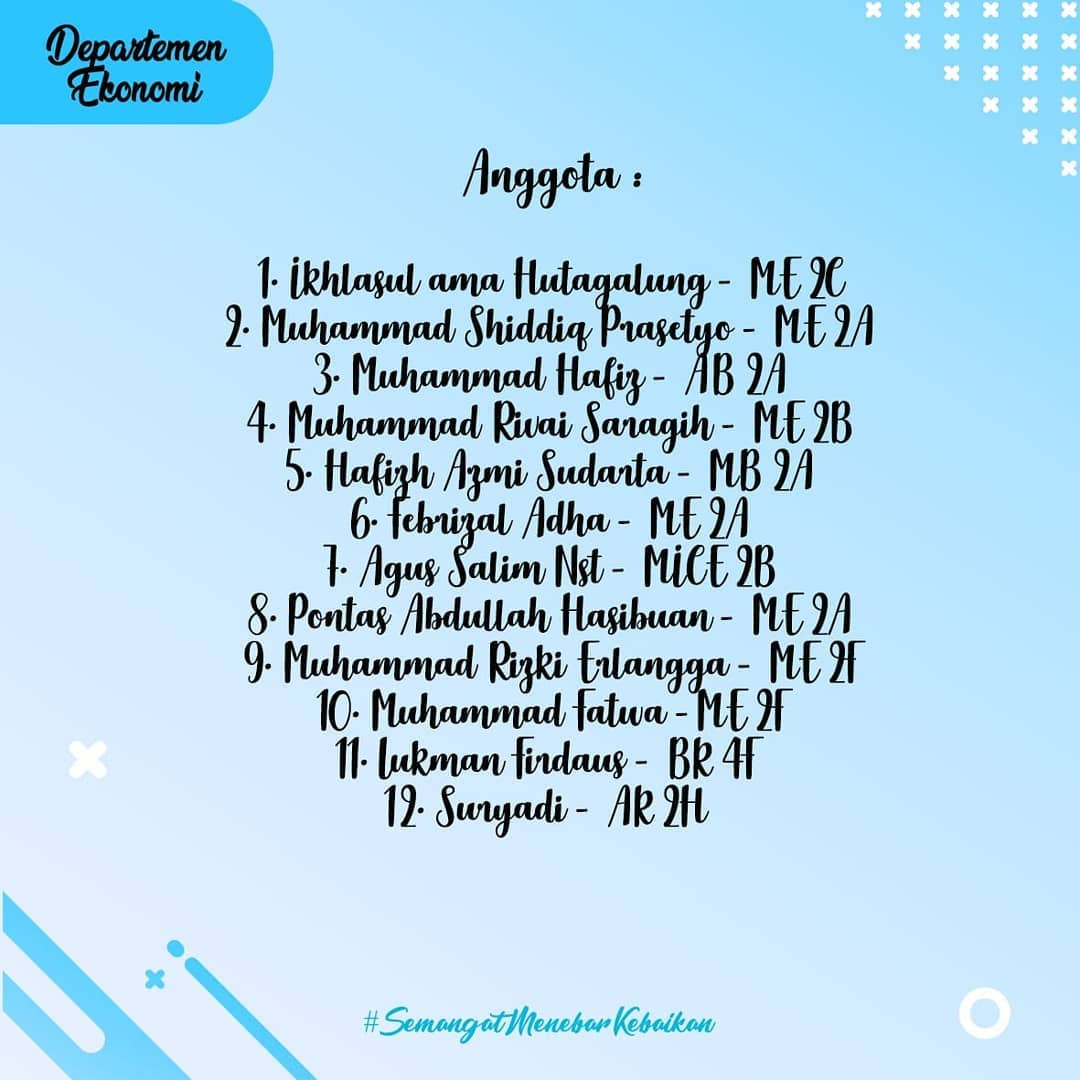 Departemen
Ekonomi
Anggota :
1. Ikhlasul ama Hutagalung - ME 2C
2. Muhammad Shiddiq Prasetyo - ME 2A
3. Muhammad Hafiz - AB 2A
4. Muhammad Rivai Saragih - ME 2B
5. Hafizh Azmi Sudarta - MB 2A
6. Febrizal Adha - ME 2A
7. Agus Salim Nst - MICE 2B
8. Pontas Abdullah Hasibuan - ME 2A
9. Muhammad Rizki Erlangga - ME 2F
10. Muhammad Fatwa - ME 2F
11. Lukman Firdaus - BR 4F
12. Suryadi - AR 2H
#SemangatMenebarKebaikan